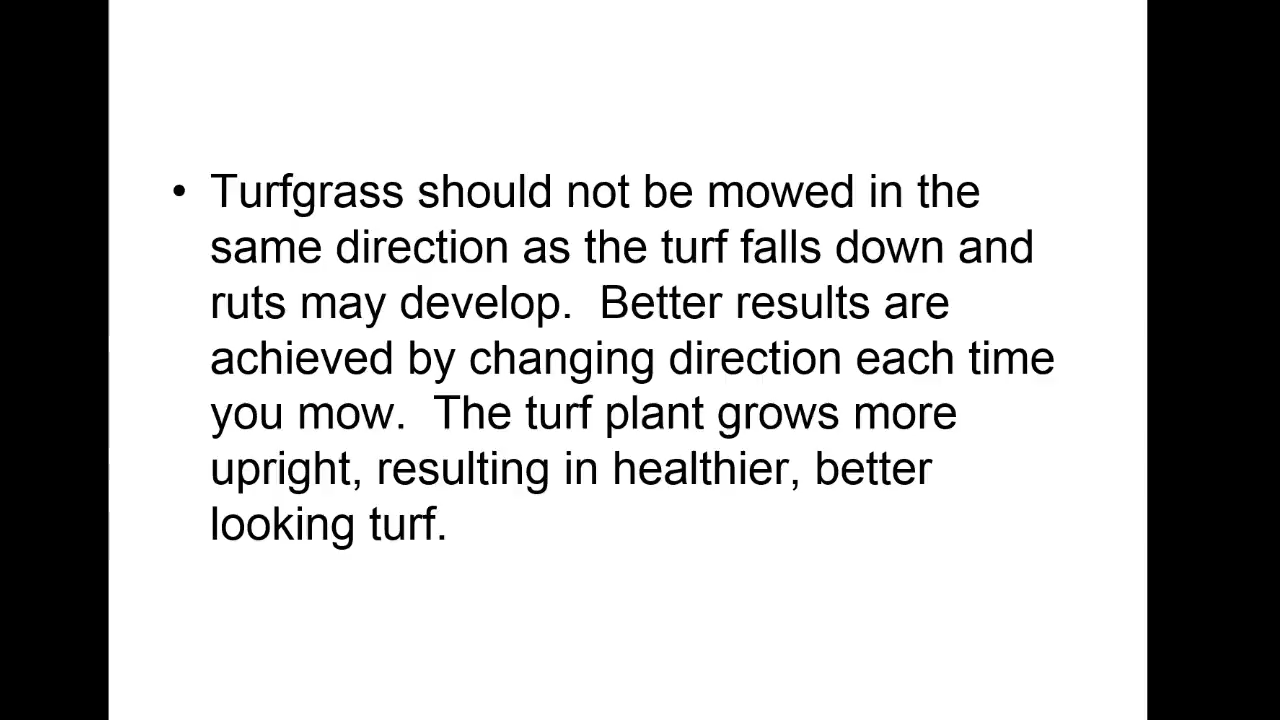 • Turfgrass should not be mowed in the
same direction as the turf falls down and
ruts may develop.  Better results are
achieved by changing direction each time
you mow.  The turf plant grows more
upright, resulting in healthier, better
looking turf.